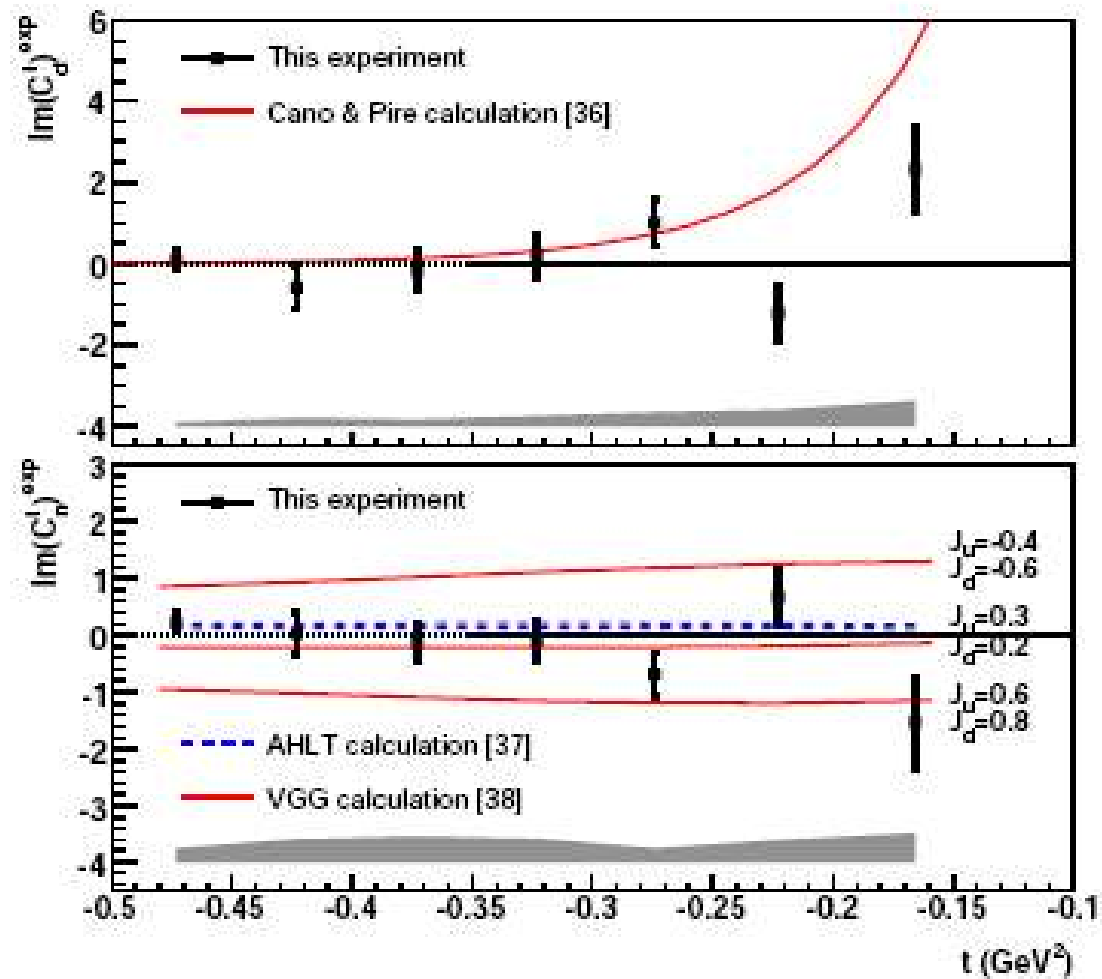 Im(C_d^I)^exp
6
4
2
0
-2
-4
This experiment
Cano & Pire calculation [36]
Im(C_n^I)^exp
3
2
1
0
-1
-2
-3
-4
This experiment
J_u=-0.4
J_d=-0.6
J_u=0.3
J_d=0.2
J_u=0.6
J_d=0.8
AHLT calculation [37]
VGG calculation [38]
-0.5 -0.45 -0.4 -0.35 -0.3 -0.25 -0.2 -0.15 -0.1
t (GeV²)